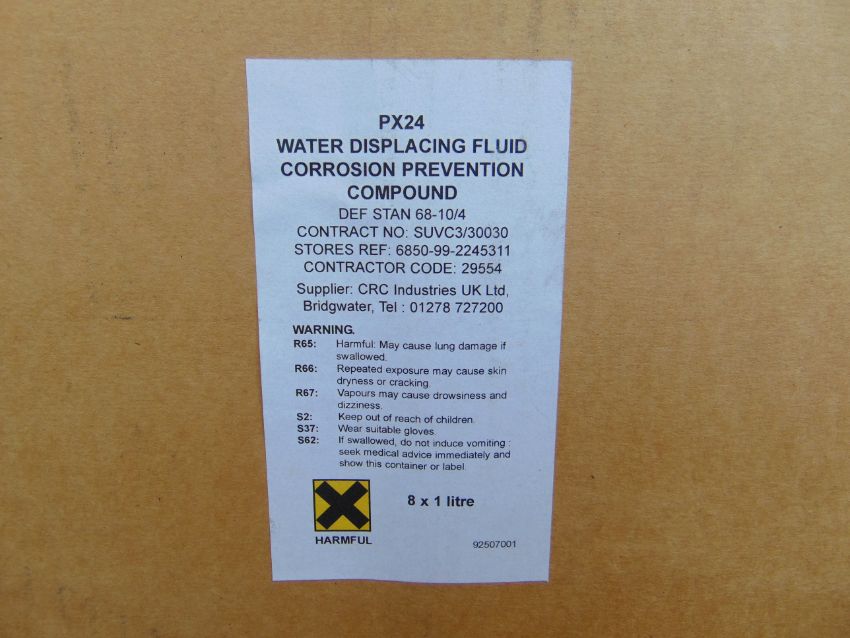 PX24
WATER DISPLACING FLUID
CORROSION PREVENTION
COMPOUND
DEF STAN 68-10/4
CONTRACT NO: SUVC3/30030
STORES REF: 6850-99-2245311
CONTRACTOR CODE: 29554
Supplier: CRC Industries UK Ltd,
Bridgwater, Tel : 01278 727200
WARNING.
R65: Harmful: May cause lung damage if
swallowed.
R66: Repeated exposure may cause skin
dryness or cracking.
R67: Vapours may cause drowsiness and
dizziness.
S2: Keep out of reach of children.
S37: Wear suitable gloves.
S62: If swallowed, do not induce vomiting :
seek medical advice immediately and
show this container or label.
8 x 1 litre
HARMFUL
92507001